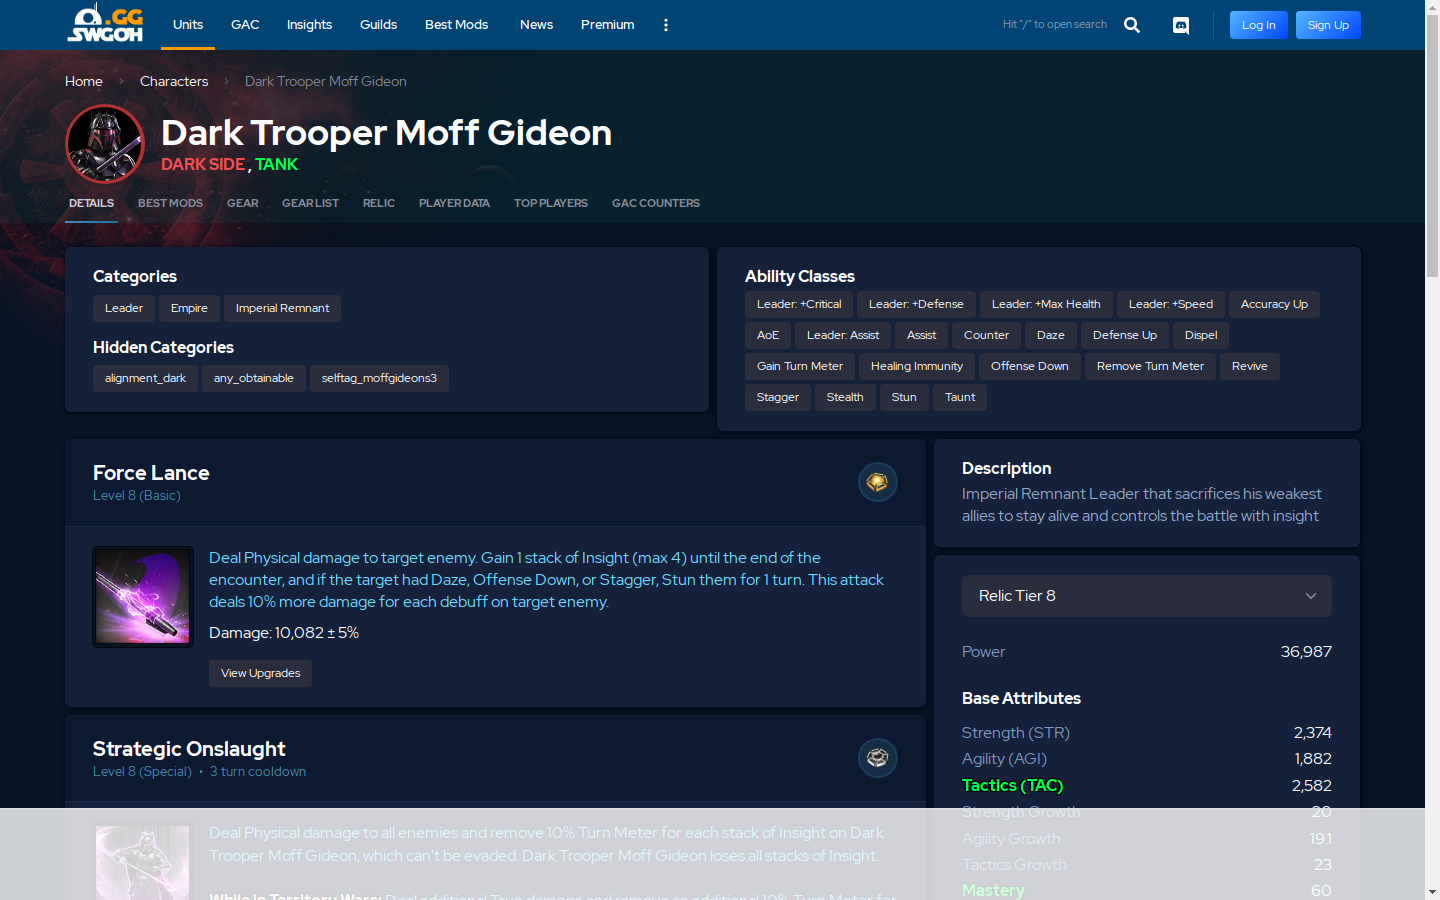 .GG
SWGOH
Units
GAC
Insights
Guilds
Best Mods
News
Premium
Hit "/" to open search
Log In
Sign Up
Home
Characters
Dark Trooper Moff Gideon
Dark Trooper Moff Gideon
DARK SIDE , TANK
DETAILS
BEST MODS
GEAR
GEAR LIST
RELIC
PLAYER DATA
TOP PLAYERS
GAC COUNTERS
Categories
Leader
Empire
Imperial Remnant
Hidden Categories
alignment_dark
any_obtainable
selftag_moffgideons3
Ability Classes
Leader: +Critical
Leader: +Defense
Leader: +Max Health
Leader: +Speed
Accuracy Up
AoE
Leader: Assist
Assist
Counter
Daze
Defense Up
Dispel
Gain Turn Meter
Healing Immunity
Offense Down
Remove Turn Meter
Revive
Stagger
Stealth
Stun
Taunt
Force Lance
Level 8 (Basic)
Deal Physical damage to target enemy. Gain 1 stack of Insight (max 4) until the end of the
encounter, and if the target had Daze, Offense Down, or Stagger, Stun them for 1 turn. This attack
deals 10% more damage for each debuff on target enemy.
Damage: 10,082 ± 5%
View Upgrades
Strategic Onslaught
Level 8 (Special) • 3 turn cooldown
Deal Physical damage to all enemies and remove 10% Turn Meter for each stack of Insight on Dark
Trooper Moff Gideon, which can't be evaded. Dark Trooper Moff Gideon loses all stacks of Insight.
While in Territory Wars: Deal additional True damage and remove an additional 10% Turn Meter for
Description
Imperial Remnant Leader that sacrifices his weakest
allies to stay alive and controls the battle with insight
Relic Tier 8
Power 36,987
Base Attributes
Strength (STR) 2,374
Agility (AGI) 1,882
Tactics (TAC) 2,582
Strength Growth 20
Agility Growth 19.1
Tactics Growth 23
Mastery 60